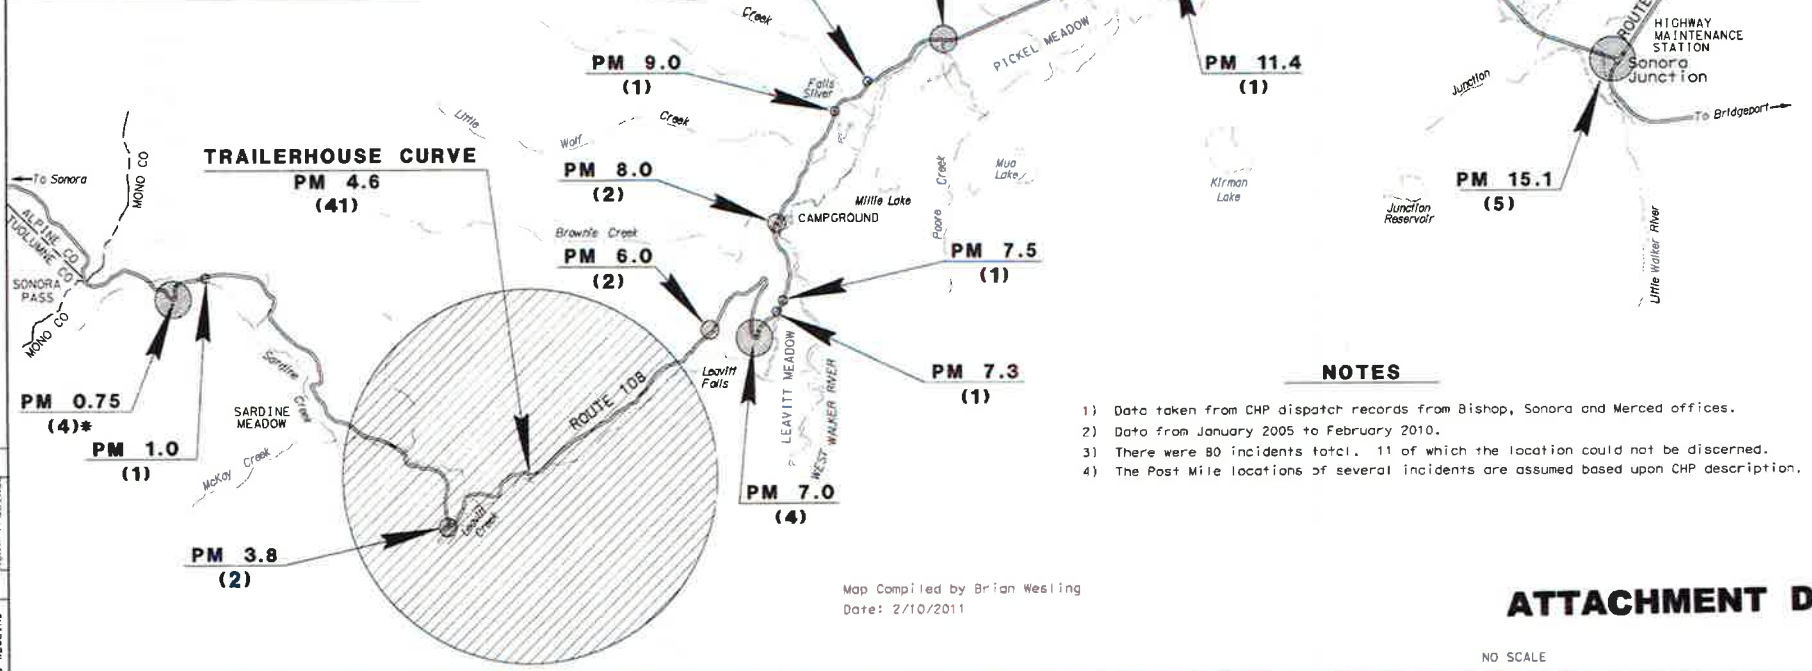 Creek
PICKEL MEADOW
ROUTE
HIGHWAY
MAINTENANCE
STATION
Sonora
Junction
PM 9.0
(1)
PM 11.4
(1)
Falls
Silver
Junction
To Bridgeport
Little
Wolf
Creek
MONO CO
TRAILERHOUSE CURVE
PM 4.6
(41)
PM 8.0
(2)
Poore Creek
Mud
Lake
Kirman
Lake
PM 15.1
(5)
To Sonora
Millie Lake
CAMPGROUND
Junction
Reservoir
ALPINE CO
TUOLUMNE CO
Brownie Creek
PM 6.0
(2)
PM 7.5
(1)
Little Walker River
SONORA
PASS
MONO CO
Sardine Creek
Leavitt
Falls
LEAVITT MEADOW
WEST WALKER RIVER
PM 7.3
(1)
NOTES
PM 0.75
(4)*
SARDINE
MEADOW
ROUTE 108
1) Data taken from CHP dispatch records from Bishop, Sonora and Merced offices.
2) Data from January 2005 to February 2010.
3) There were 80 incidents total. 11 of which the location could not be discerned.
4) The Post Mile locations of several incidents are assumed based upon CHP description.
PM 1.0
(1)
McKay Creek
PM 7.0
(4)
Leavitt
Creek
PM 3.8
(2)
Map Compiled by Brian Wesling
Date: 2/10/2011
ATTACHMENT D
NO SCALE